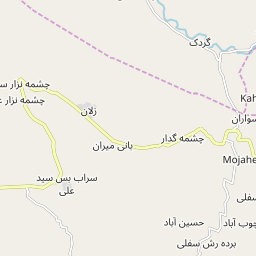 گردک
چشمه نزار
چشمه نزار
زلان
Kah
سواران
چشمه گدار
بانی میران
Mojahe
سراب بس سید
علی
سفلی
حسین آباد
چوب آباد
برده رش سفلی